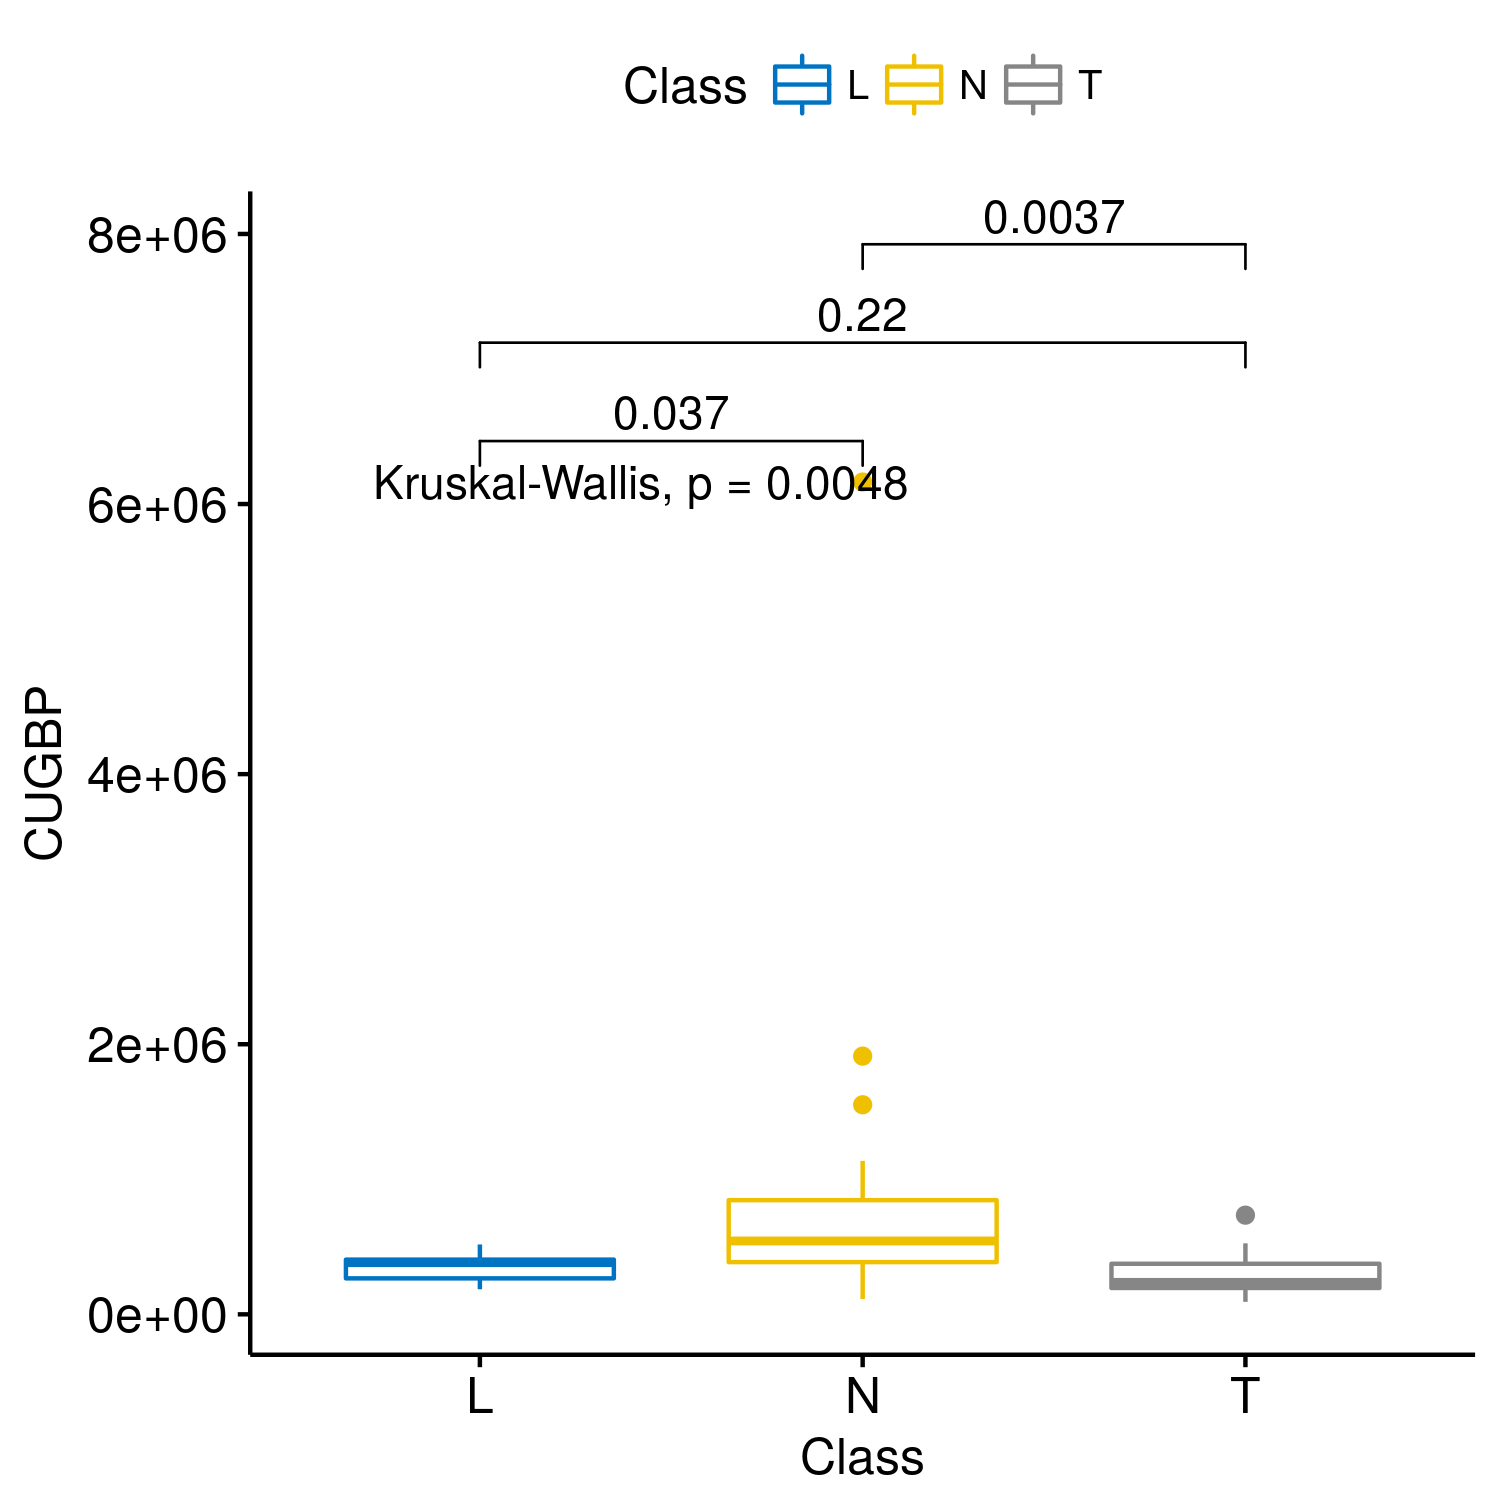 Class L N T
8e+06
0.0037
0.22
0.037
Kruskal-Wallis, p = 0.0048
6e+06
CUGBP
4e+06
2e+06
0e+00
L N T
Class